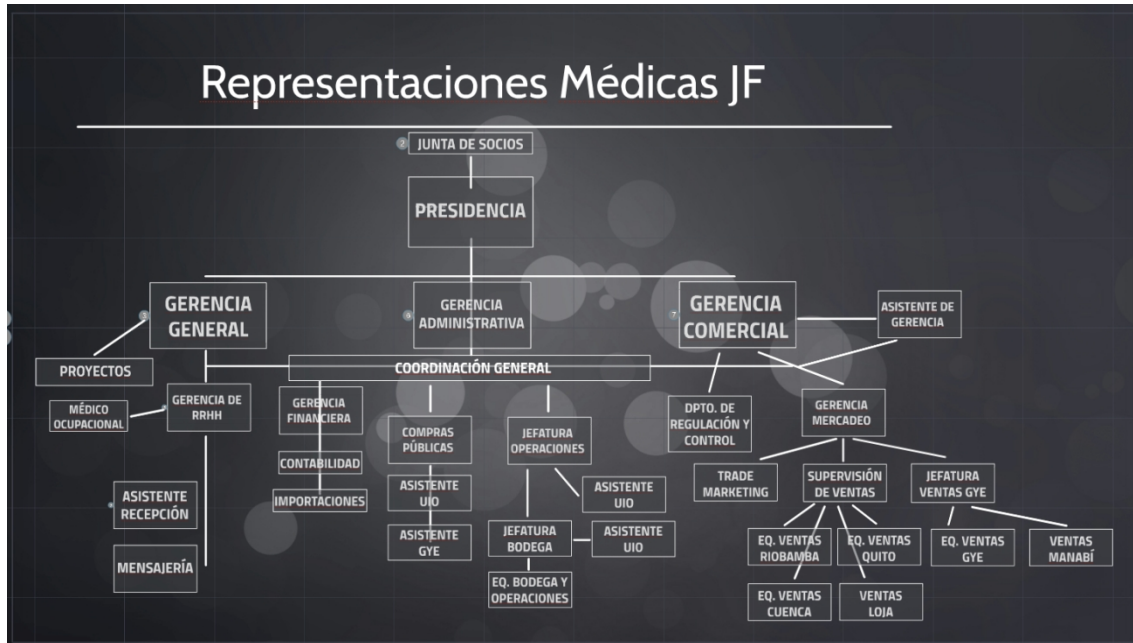 Representaciones Médicas JF
2
JUNTA DE SOCIOS
PRESIDENCIA
3
GERENCIA
GENERAL
6
GERENCIA
ADMINISTRATIVA
7
GERENCIA
COMERCIAL
ASISTENTE DE
GERENCIA
PROYECTOS
COORDINACIÓN GENERAL
MÉDICO
OCUPACIONAL
GERENCIA DE
RRHH
GERENCIA
FINANCIERA
COMPRAS
PÚBLICAS
JEFATURA
OPERACIONES
DPTO. DE
REGULACIÓN Y
CONTROL
GERENCIA
MERCADEO
CONTABILIDAD
IMPORTACIONES
ASISTENTE
UIO
ASISTENTE
UIO
TRADE
MARKETING
SUPERVISIÓN
DE VENTAS
JEFATURA
VENTAS GYE
ASISTENTE
RECEPCIÓN
ASISTENTE
GYE
JEFATURA
BODEGA
ASISTENTE
UIO
EQ. VENTAS
RIOBAMBA
EQ. VENTAS
QUITO
EQ. VENTAS
GYE
VENTAS
MANABÍ
MENSAJERÍA
EQ. BODEGA Y
OPERACIONES
EQ. VENTAS
CUENCA
VENTAS
LOJA